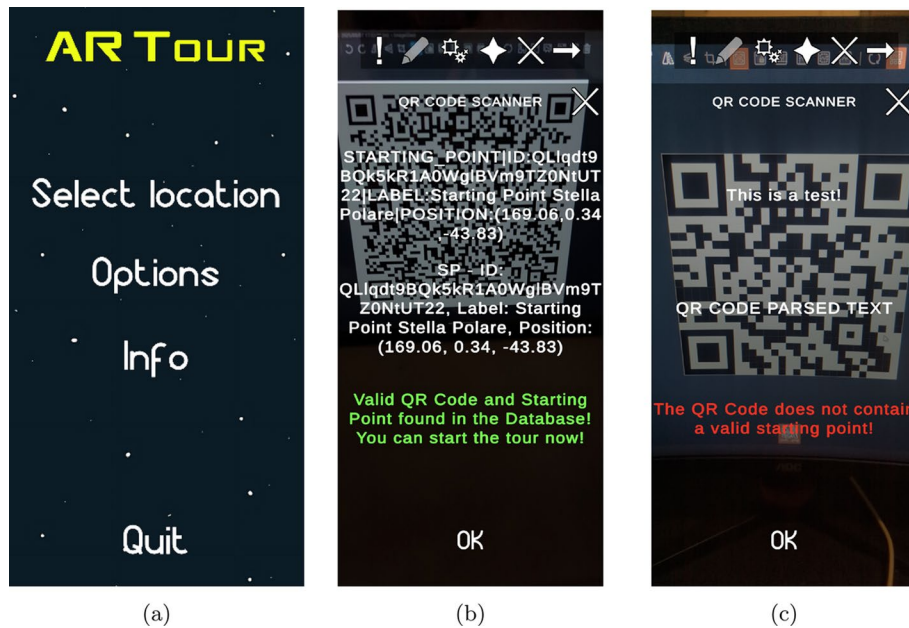 AR TOUR
Select location
Options
Info
Quit
(a)
QR CODE SCANNER
STARTING_POINT|ID:QLlqdt9
BQk5kR1A0WglBVm9TZ0NtUT
22|LABEL:Starting Point Stella
Polare|POSITION:(169.06,0.34
,-43.83)
SP - ID:
QLlqdt9BQk5kR1A0WglBVm9T
Z0NtUT22, Label: Starting
Point Stella Polare, Position:
(169.06, 0.34, -43.83)
Valid QR Code and Starting
Point found in the Database!
You can start the tour now!
OK
(b)
QR CODE SCANNER
This is a test!
QR CODE PARSED TEXT
The QR Code does not contain
a valid starting point!
OK
(c)